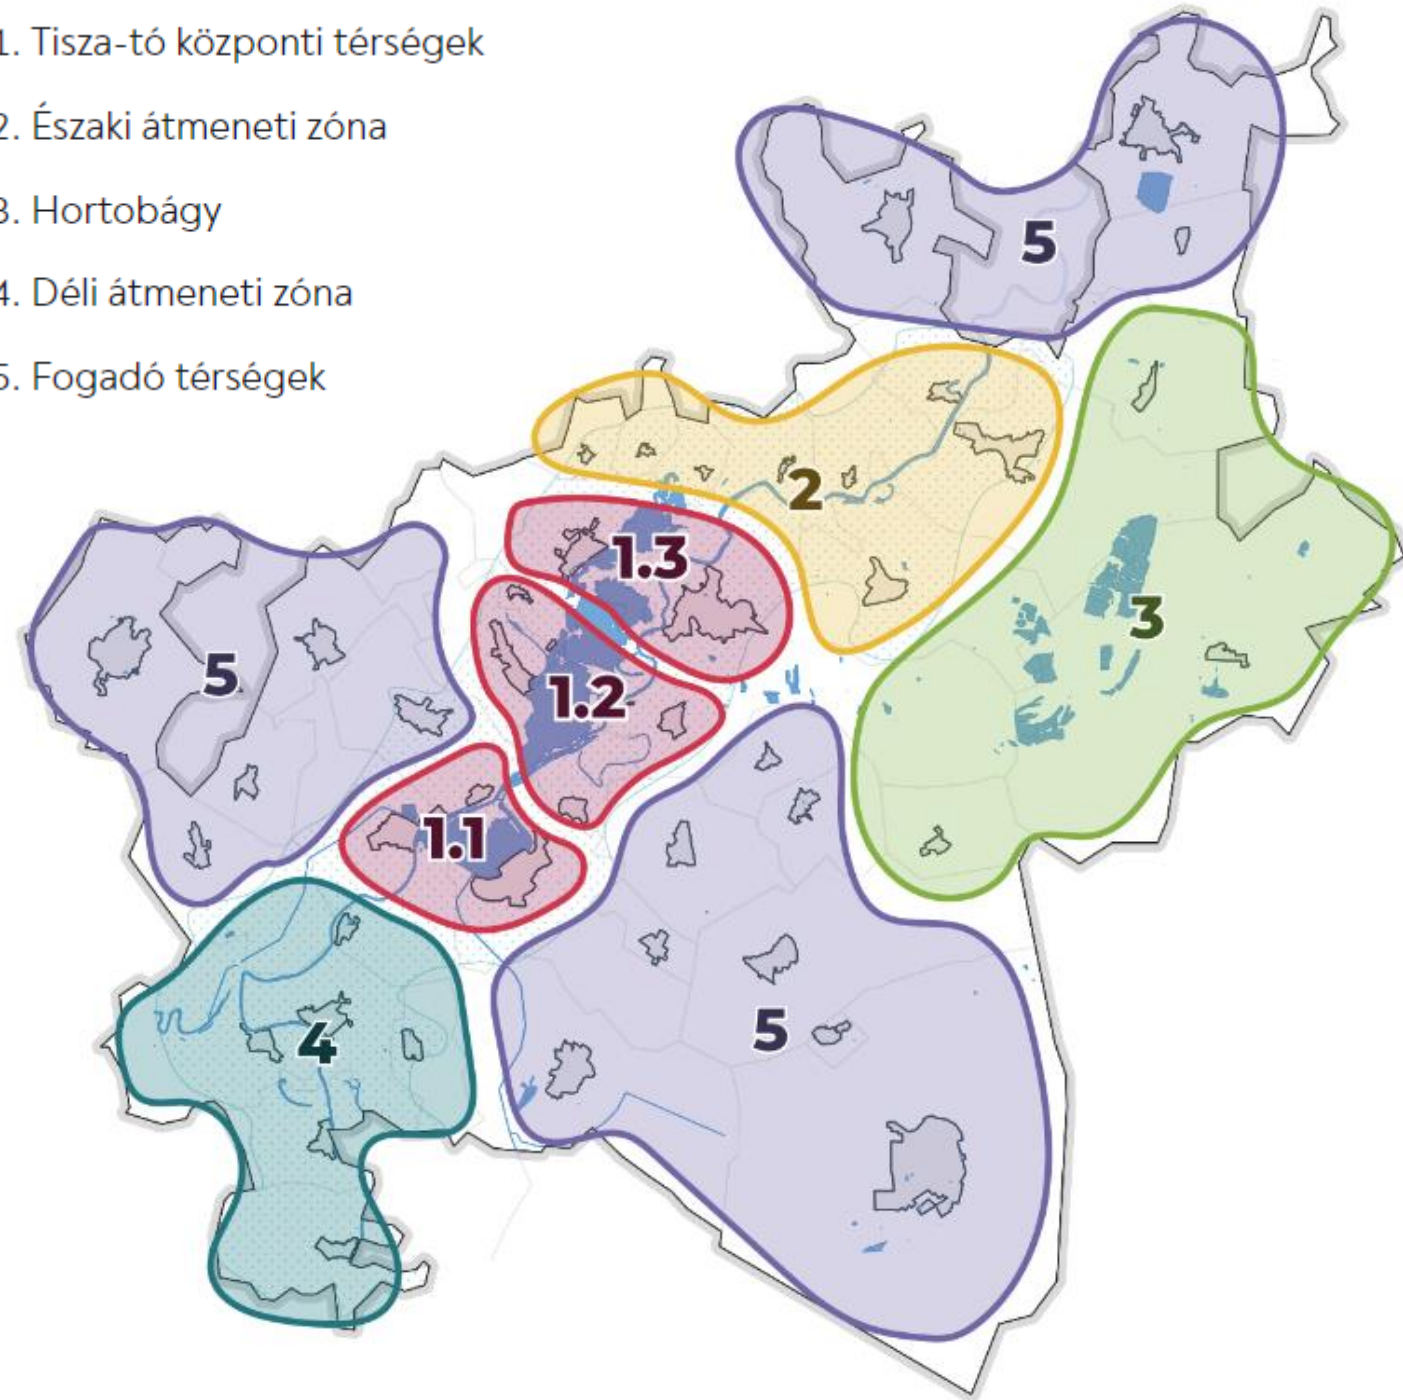 1. Tisza-tó központi térségek
2. Északi átmeneti zóna
3. Hortobágy
4. Déli átmeneti zóna
5. Fogadó térségek
5
2
1.3
3
5
1.2
1.1
5
4